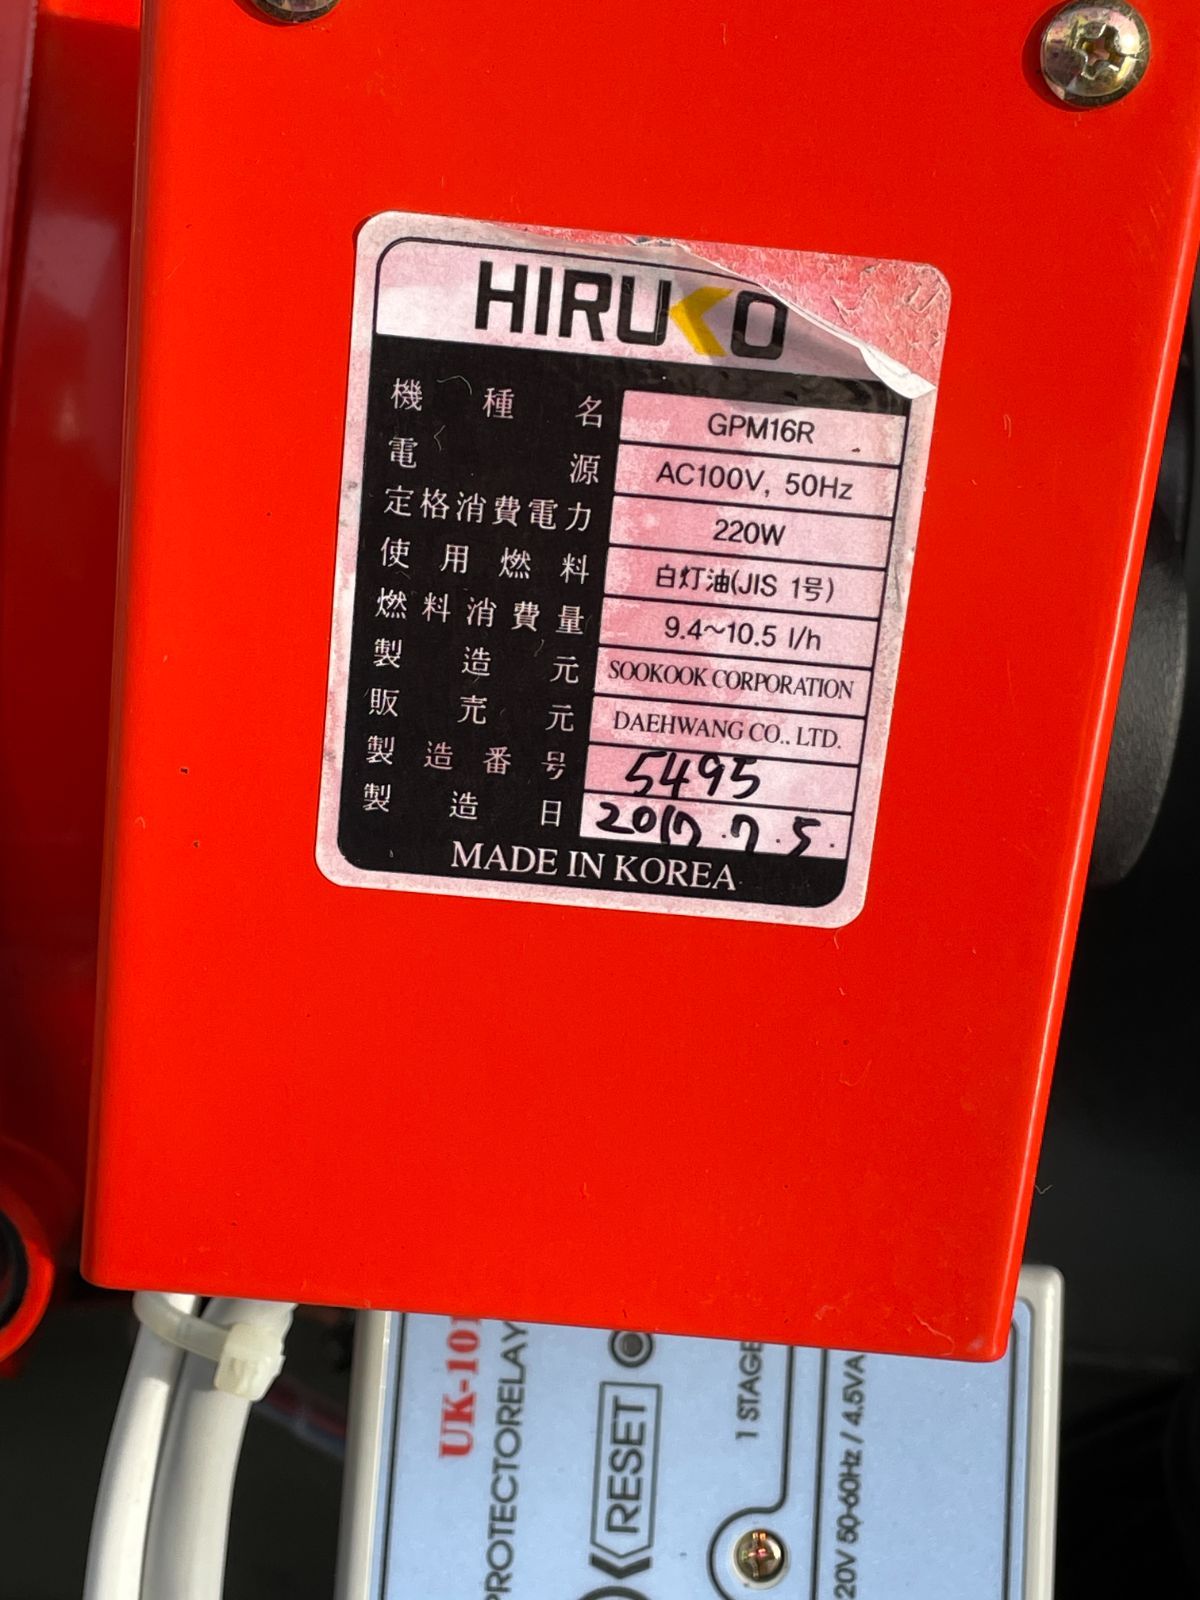 HIRUKO
機種名 GPM16R
電源 AC100V, 50Hz
定格消費電力 220W
使用燃料 白灯油(JIS 1号)
燃料消費量 9.4~10.5 l/h
製造元 SOOKOOK CORPORATION
販売元 DAEHWANG CO., LTD.
製造番号 5495
製造日 2017.7.5.
MADE IN KOREA
UK-101
PROTECTORELAY
RESET
1 STAGE
20V 50-60Hz / 4.5VA